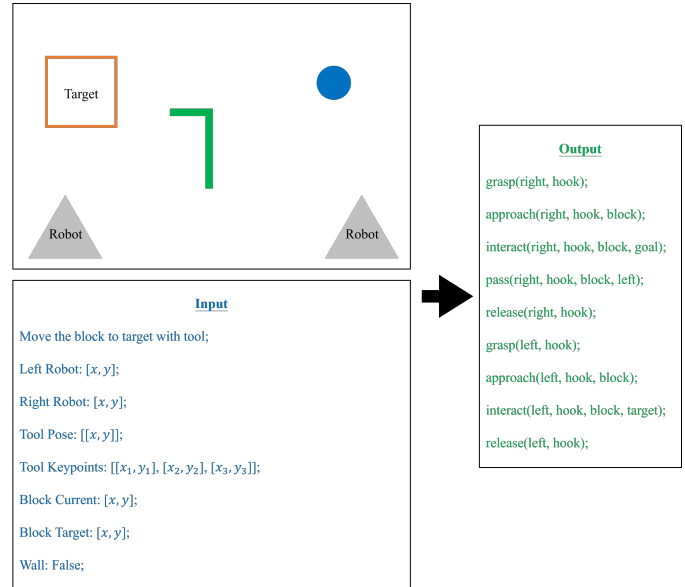 Target
Robot
Robot
Input
Move the block to target with tool;
Left Robot: [x, y];
Right Robot: [x, y];
Tool Pose: [[x, y]];
Tool Keypoints: [[x₁, y₁], [x₂, y₂], [x₃, y₃]];
Block Current: [x, y];
Block Target: [x, y];
Wall: False;
Output
grasp(right, hook);
approach(right, hook, block);
interact(right, hook, block, goal);
pass(right, hook, block, left);
release(right, hook);
grasp(left, hook);
approach(left, hook, block);
interact(left, hook, block, target);
release(left, hook);